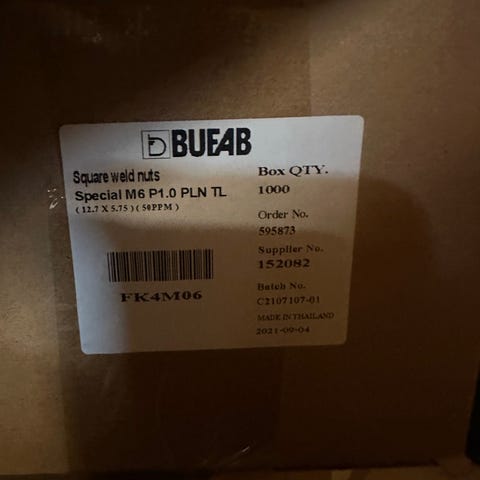 BUFAB
Square weld nuts
Special M6 P1.0 PLN TL
( 12.7 X 5.75 ) ( 50PPM )
FK4M06
Box QTY.
1000
Order No.
595873
Supplier No.
152082
Batch No.
C2107107-01
MADE IN THAILAND
2021-09-04